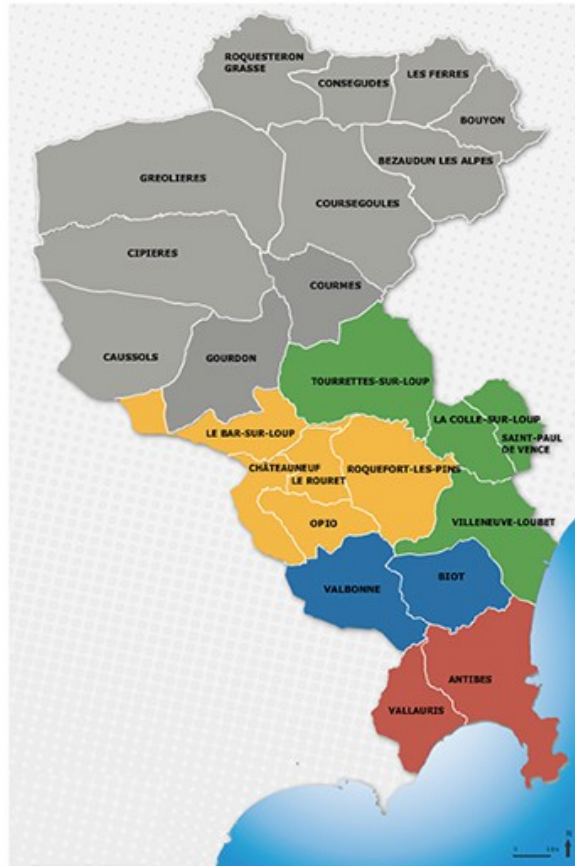 ROQUESTERON
GRASSE
CONSEGUDES
LES FERRES
BOUYON
BEZAUDUN LES ALPES
GREOLIERES
COURSEGOULES
CIPIERES
COURMES
CAUSSOLS
GOURDON
TOURRETTES-SUR-LOUP
LA COLLE-SUR-LOUP
LE BAR-SUR-LOUP
SAINT-PAUL
DE VENCE
CHÂTEAUNEUF
ROQUEFORT-LES-PINS
LE ROURET
OPIO
VILLENEUVE-LOUBET
VALBONNE
BIOT
ANTIBES
VALLAURIS
N